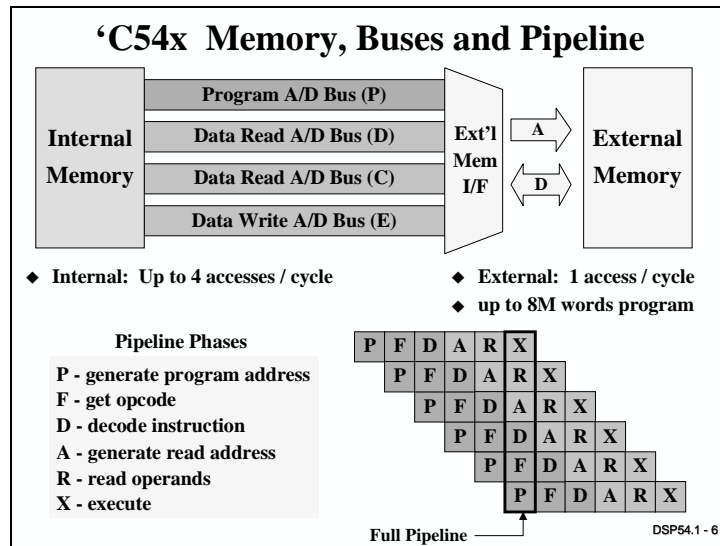 ‘C54x Memory, Buses and Pipeline
Internal
Memory
Program A/D Bus (P)
Data Read A/D Bus (D)
Data Read A/D Bus (C)
Data Write A/D Bus (E)
Ext'l
Mem
I/F
A
D
External
Memory
◆ Internal: Up to 4 accesses / cycle
◆ External: 1 access / cycle
◆ up to 8M words program
Pipeline Phases
P - generate program address
F - get opcode
D - decode instruction
A - generate read address
R - read operands
X - execute
P F D A R X
P F D A R X
P F D A R X
P F D A R X
P F D A R X
P F D A R X
Full Pipeline
DSP54.1 - 6